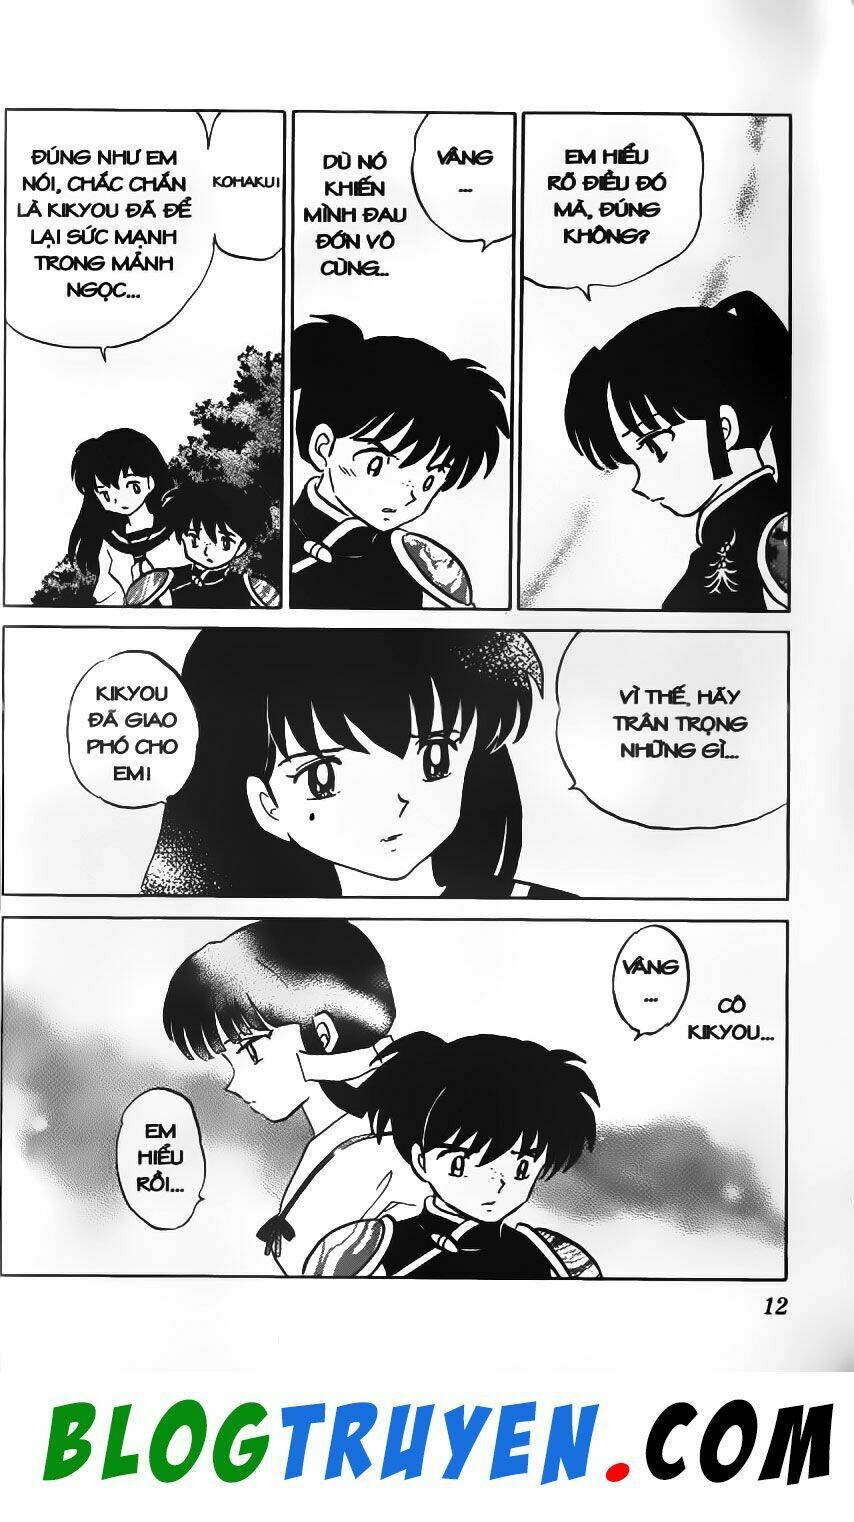 EM HIỂU
RÕ ĐIỀU ĐÓ
MÀ, ĐÚNG
KHÔNG?
VÂNG
...
DÙ NÓ
KHIẾN
MÌNH ĐAU
ĐỚN VÔ
CÙNG...
KOHAKU!
ĐÚNG NHƯ EM
NÓI, CHẮC CHẮN
LÀ KIKYOU ĐÃ ĐỂ
LẠI SỨC MẠNH
TRONG MẢNH
NGỌC...
VÌ THẾ, HÃY
TRÂN TRỌNG
NHỮNG GÌ...
KIKYOU
ĐÃ GIAO
PHÓ CHO
EM!
VÂNG
...
CÔ
KIKYOU...
EM
HIỂU
RỒI...
12
BLOGTRUYEN.COM